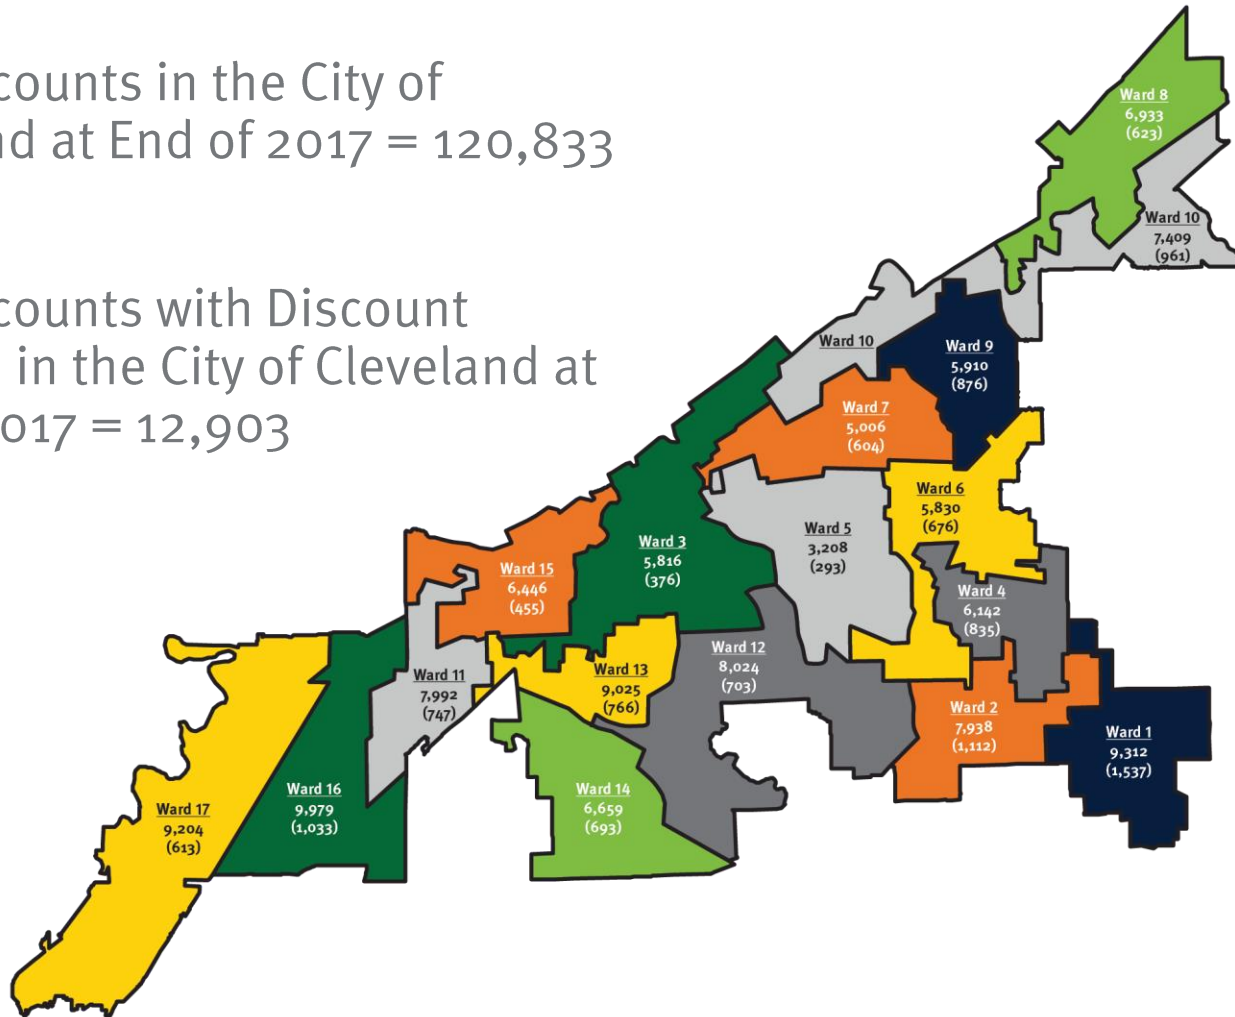 counts in the City of
nd at End of 2017 = 120,833
counts with Discount
in the City of Cleveland at
017 = 12,903
Ward 8
6,933
(623)
Ward 10
7,409
(961)
Ward 10
Ward 9
5,910
(876)
Ward 7
5,006
(604)
Ward 6
5,830
(676)
Ward 5
3,208
(293)
Ward 3
5,816
(376)
Ward 15
6,446
(455)
Ward 4
6,142
(835)
Ward 12
8,024
(703)
Ward 13
9,025
(766)
Ward 11
7,992
(747)
Ward 2
7,938
(1,112)
Ward 1
9,312
(1,537)
Ward 16
9,979
(1,033)
Ward 14
6,659
(693)
Ward 17
9,204
(613)